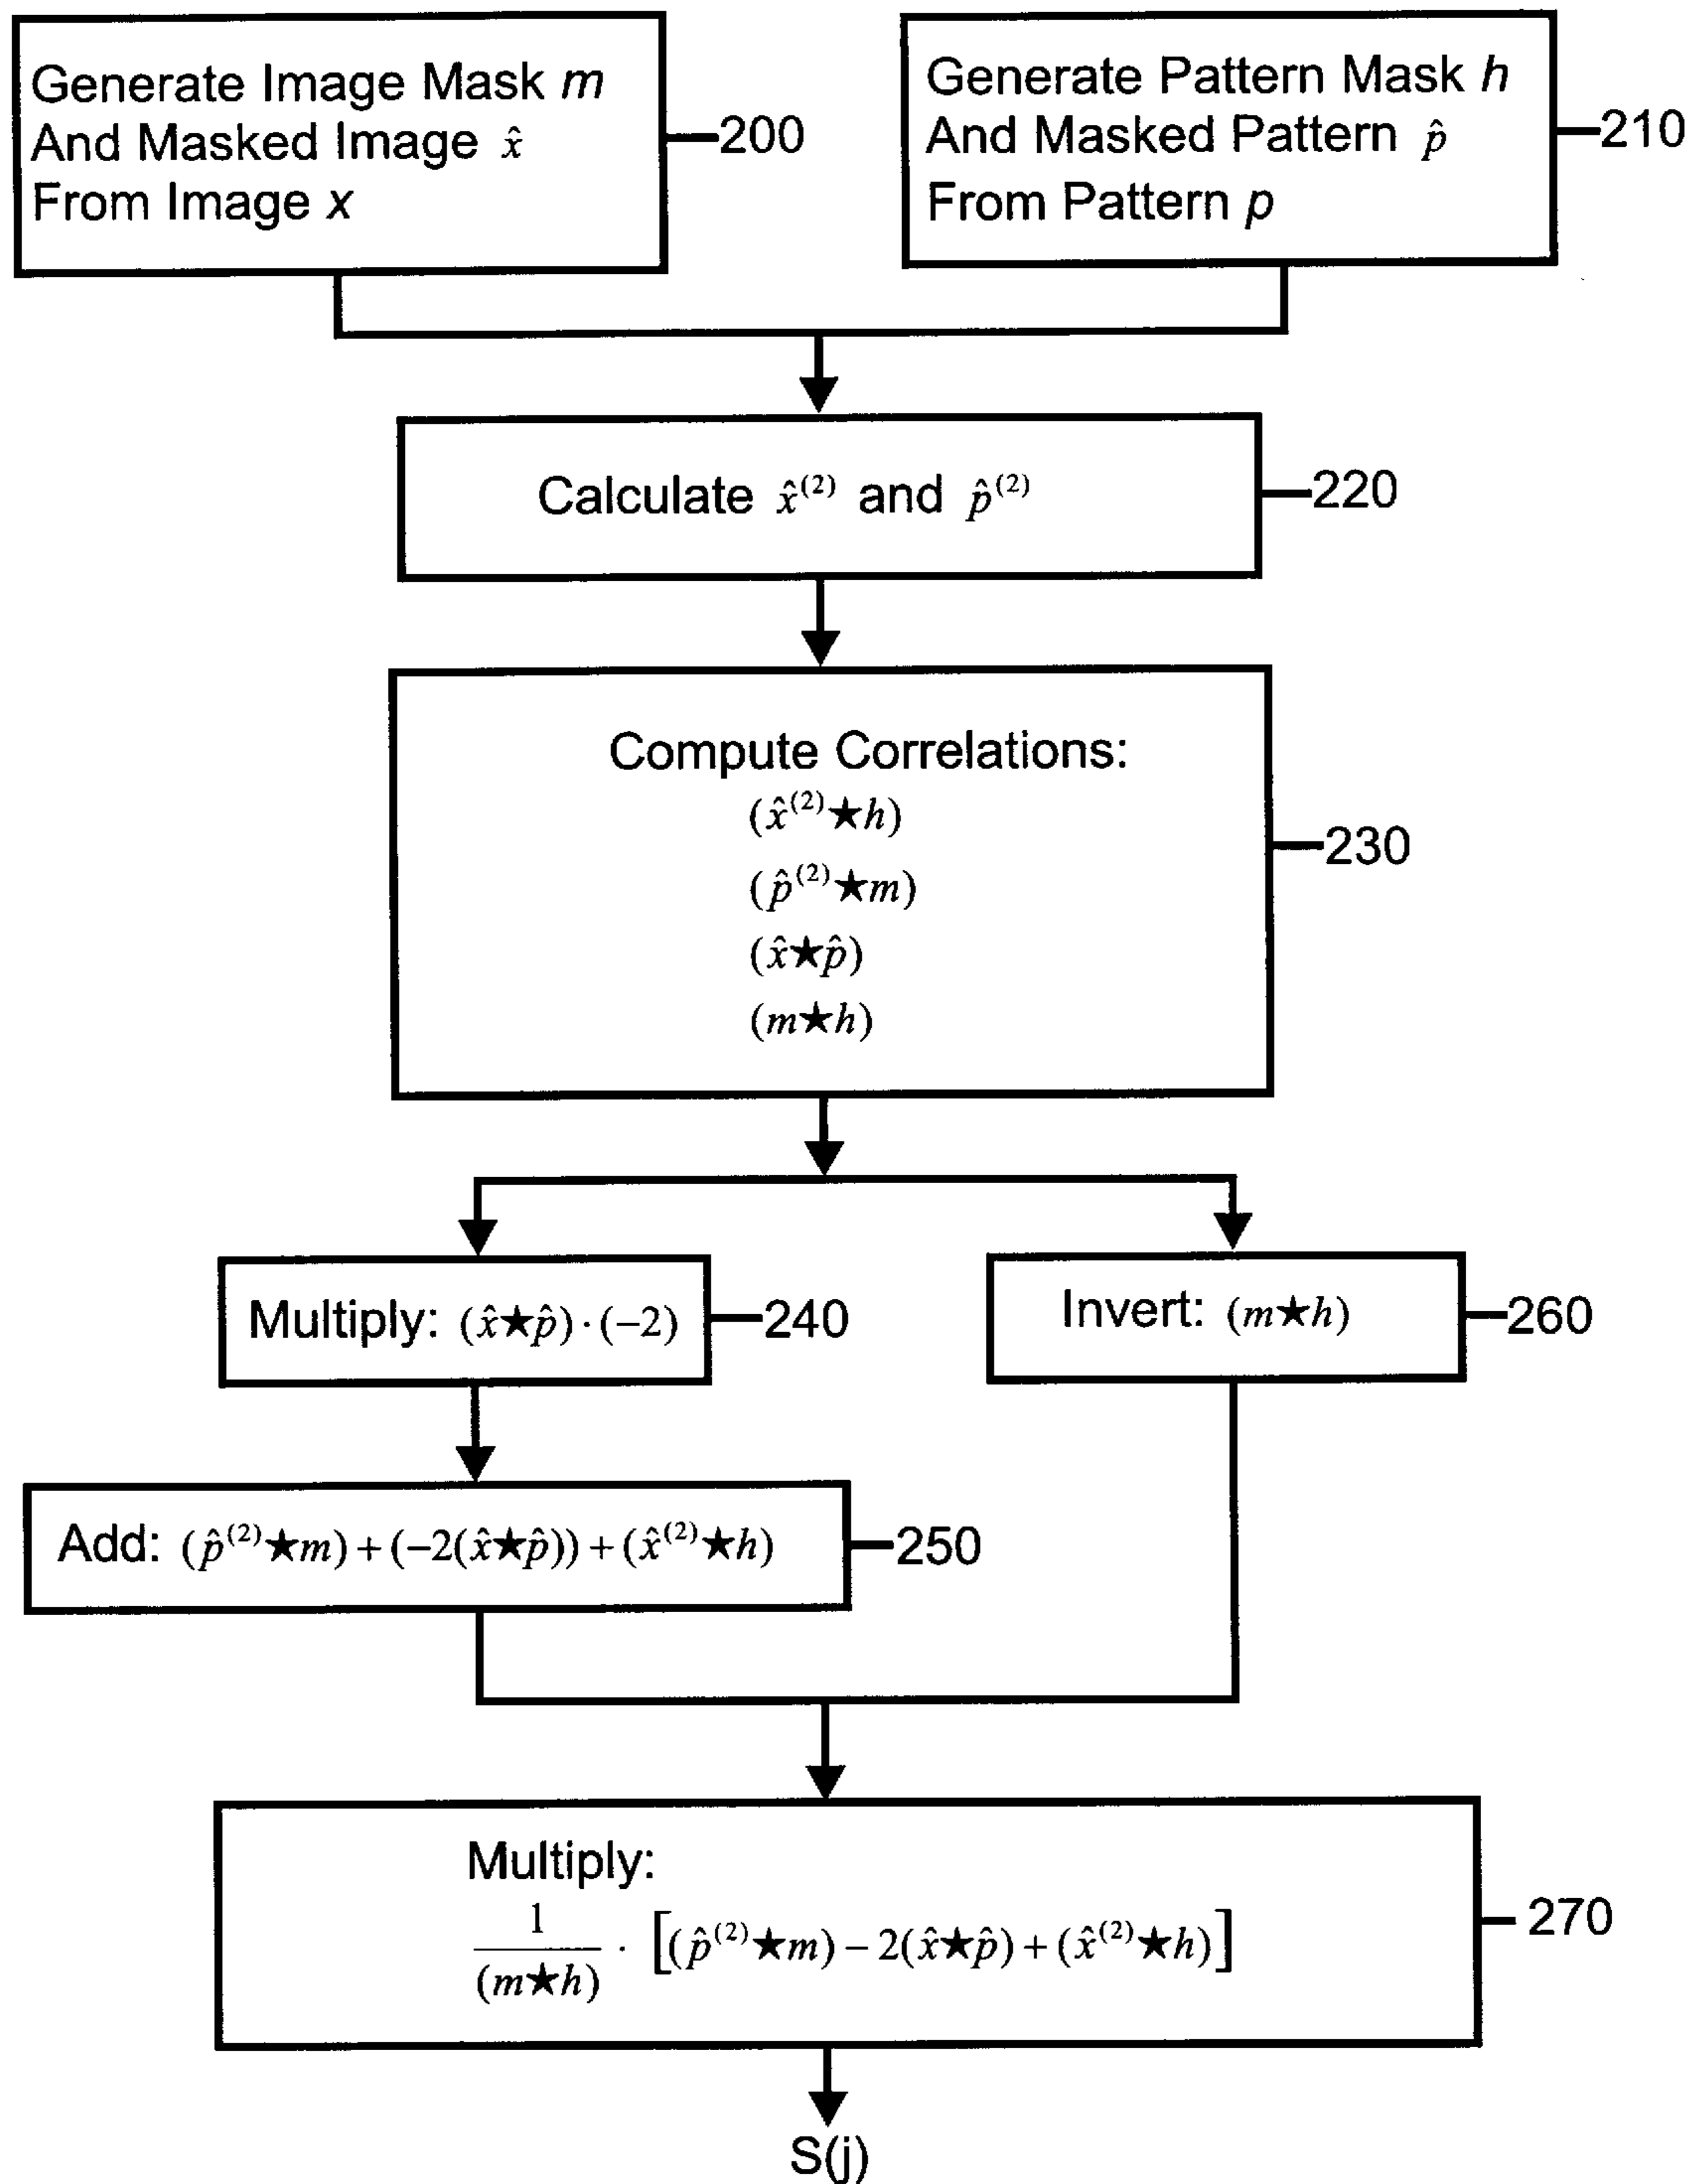 Generate Image Mask m
And Masked Image x̂
From Image x
200
Generate Pattern Mask h
And Masked Pattern p̂
From Pattern p
210
Calculate x̂⁽²⁾ and p̂⁽²⁾
220
Compute Correlations:
(x̂⁽²⁾★h)
(p̂⁽²⁾★m)
(x̂★p̂)
(m★h)
230
Multiply: (x̂★p̂)·(−2)
240
Invert: (m★h)
260
Add: (p̂⁽²⁾★m)+(−2(x̂★p̂))+(x̂⁽²⁾★h)
250
Multiply:
1/(m★h) · [(p̂⁽²⁾★m)−2(x̂★p̂)+(x̂⁽²⁾★h)]
270
S(j)